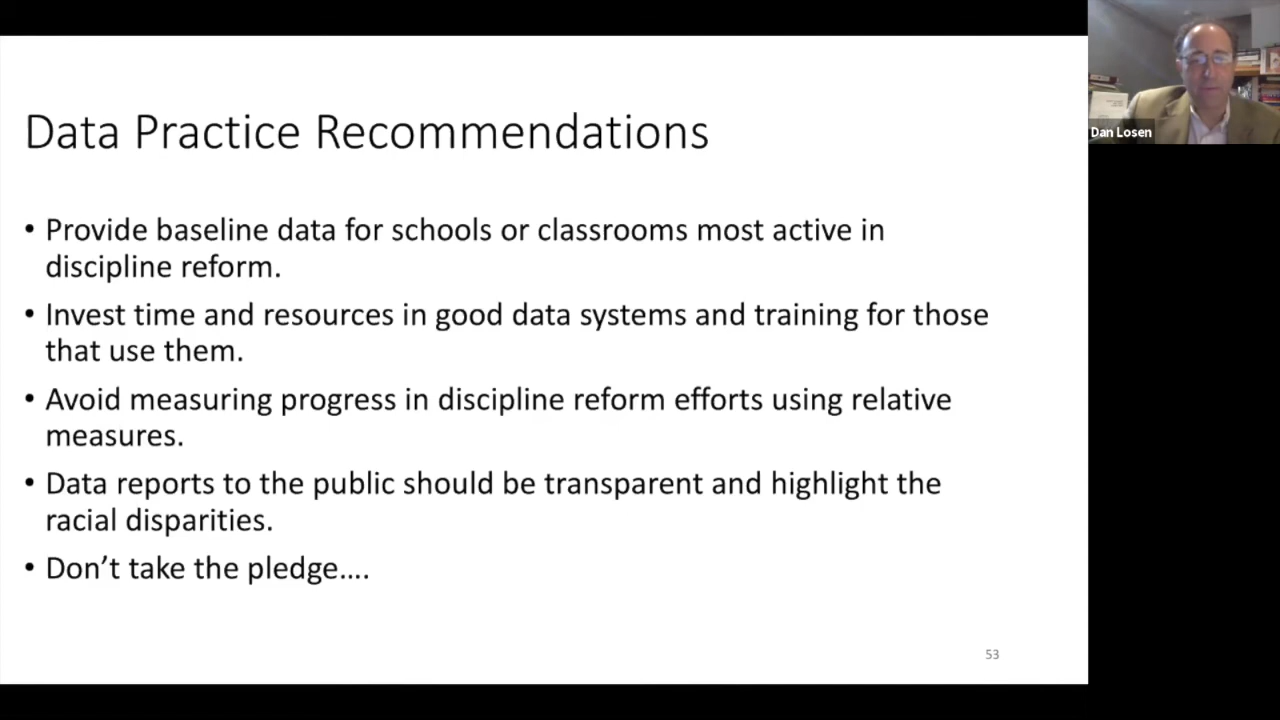 Data Practice Recommendations
• Provide baseline data for schools or classrooms most active in
discipline reform.
• Invest time and resources in good data systems and training for those
that use them.
• Avoid measuring progress in discipline reform efforts using relative
measures.
• Data reports to the public should be transparent and highlight the
racial disparities.
• Don’t take the pledge....
53
Dan Losen